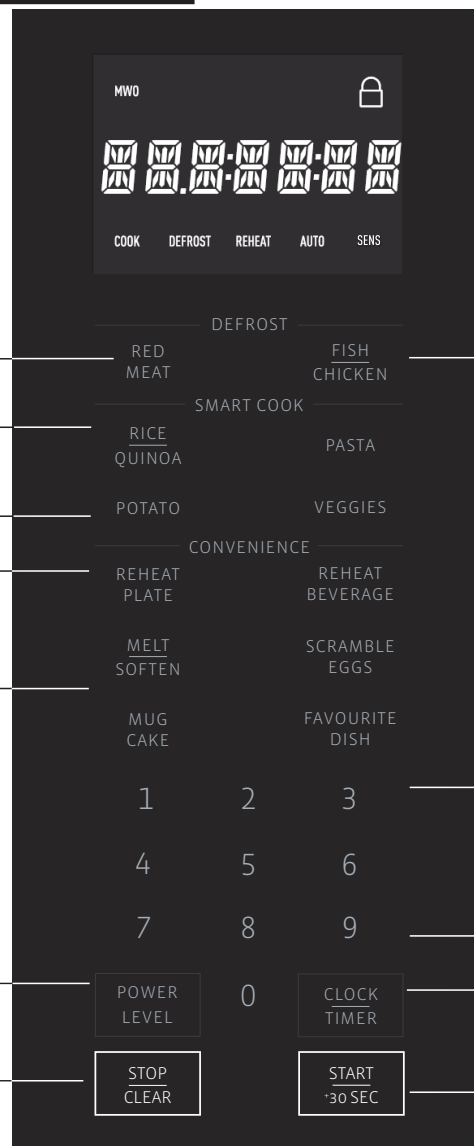 MWO
COOK DEFROST REHEAT AUTO SENS
DEFROST
RED
MEAT
FISH
CHICKEN
SMART COOK
RICE
QUINOA
PASTA
POTATO
VEGGIES
CONVENIENCE
REHEAT
PLATE
REHEAT
BEVERAGE
MELT
SOFTEN
SCRAMBLE
EGGS
MUG
CAKE
FAVOURITE
DISH
1 2 3
4 5 6
7 8 9
POWER
LEVEL
0
CLOCK
TIMER
STOP
CLEAR
START
+30 SEC